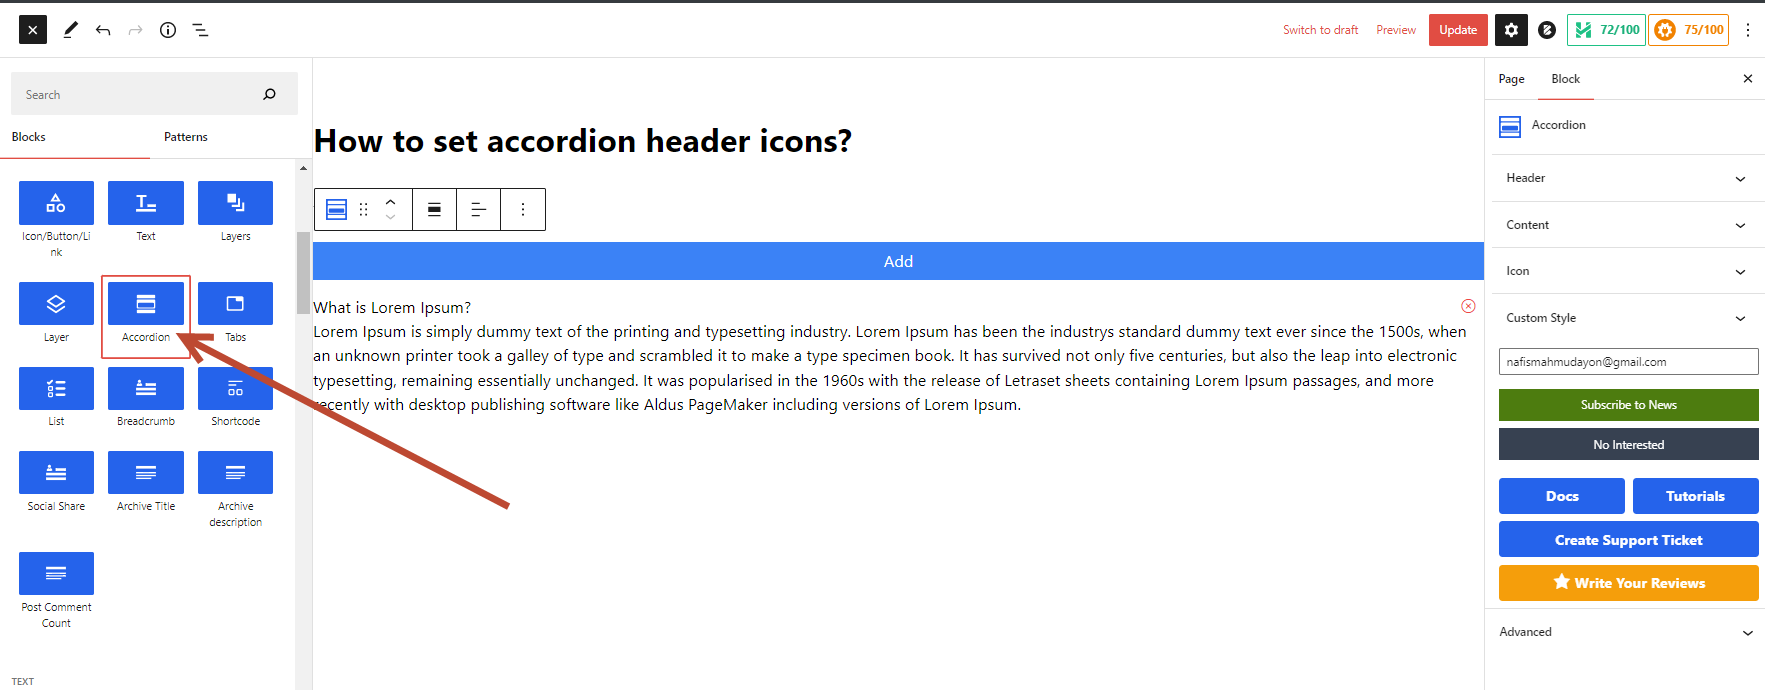 Switch to draft
Preview
Update
72/100
75/100
Search
Blocks
Patterns
Icon/Button/Li
nk
Text
Layers
Layer
Accordion
Tabs
List
Breadcrumb
Shortcode
Social Share
Archive Title
Archive
description
Post Comment
Count
TEXT
How to set accordion header icons?
Add
What is Lorem Ipsum?
Lorem Ipsum is simply dummy text of the printing and typesetting industry. Lorem Ipsum has been the industrys standard dummy text ever since the 1500s, when
an unknown printer took a galley of type and scrambled it to make a type specimen book. It has survived not only five centuries, but also the leap into electronic
typesetting, remaining essentially unchanged. It was popularised in the 1960s with the release of Letraset sheets containing Lorem Ipsum passages, and more
recently with desktop publishing software like Aldus PageMaker including versions of Lorem Ipsum.
Page
Block
Accordion
Header
Content
Icon
Custom Style
nafismahmudayon@gmail.com
Subscribe to News
No Interested
Docs
Tutorials
Create Support Ticket
Write Your Reviews
Advanced